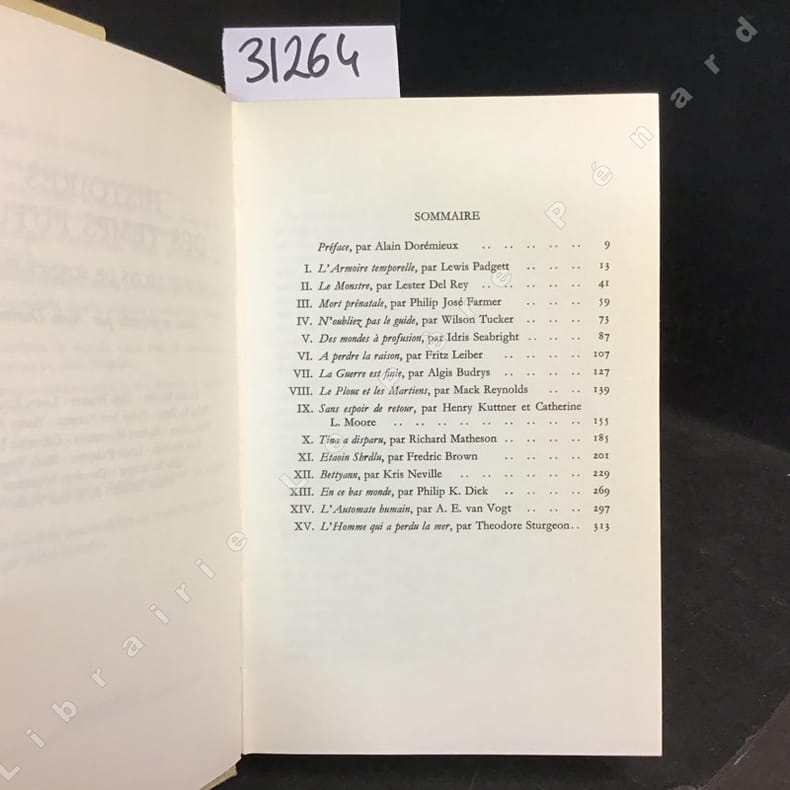 31264
SOMMAIRE
Préface, par Alain Dorémieux .. .. .. .. .. 9
I. L'Armoire temporelle, par Lewis Padgett .. .. .. 13
II. Le Monstre, par Lester Del Rey .. .. .. .. 41
III. Mort prénatale, par Philip José Farmer .. .. .. 59
IV. N'oubliez pas le guide, par Wilson Tucker .. .. .. 73
V. Des mondes à profusion, par Idris Seabright .. .. .. 87
VI. A perdre la raison, par Fritz Leiber .. .. .. .. 107
VII. La Guerre est finie, par Algis Budrys .. .. .. .. 127
VIII. Le Plouc et les Martiens, par Mack Reynolds .. .. 139
IX. Sans espoir de retour, par Henry Kuttner et Catherine
L. Moore .. .. .. .. .. .. .. .. 155
X. Tina a disparu, par Richard Matheson .. .. .. .. 185
XI. Etaoin Shrdlu, par Fredric Brown .. .. .. .. 201
XII. Bettyann, par Kris Neville .. .. .. .. .. .. 229
XIII. En ce bas monde, par Philip K. Dick .. .. .. .. 269
XIV. L'Automate humain, par A. E. van Vogt .. .. .. 297
XV. L'Homme qui a perdu la mer, par Theodore Sturgeon.. 313
HISTOIRES
DES TEMPS FUTU
Librairie Le Père Pénard